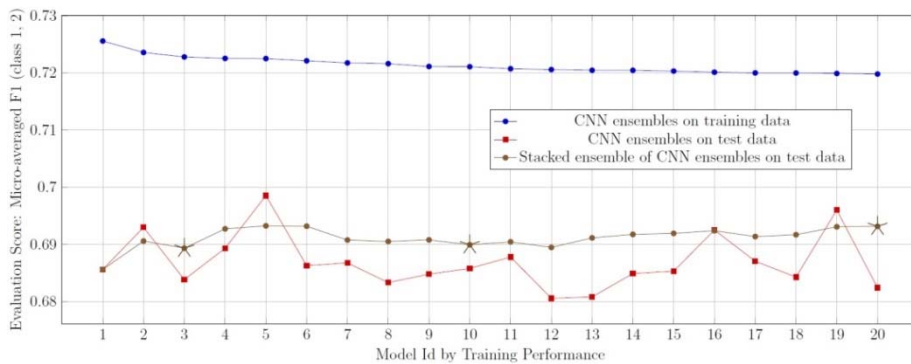 Evaluation Score: Micro-averaged F1 (class 1, 2)
0.73
0.72
0.71
0.7
0.69
0.68
CNN ensembles on training data
CNN ensembles on test data
Stacked ensemble of CNN ensembles on test data
1 2 3 4 5 6 7 8 9 10 11 12 13 14 15 16 17 18 19 20
Model Id by Training Performance